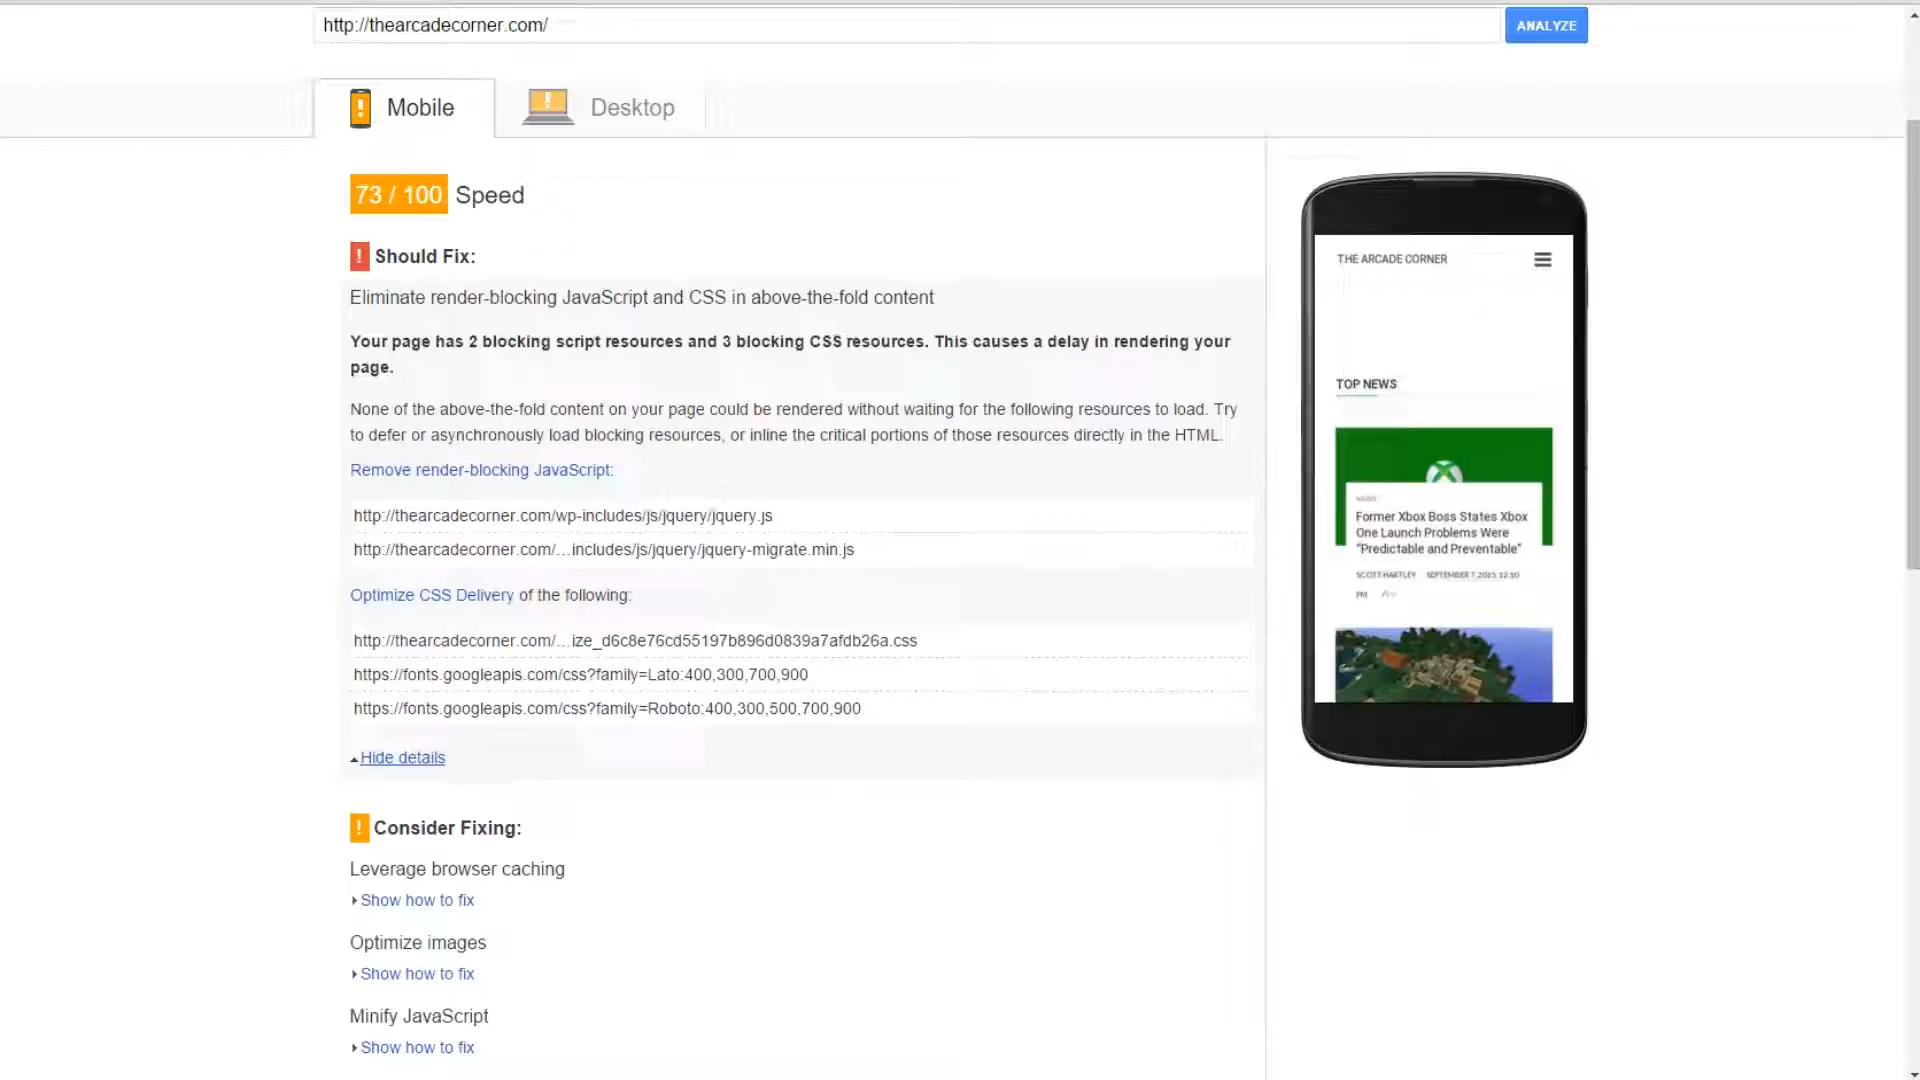 http://thearcadecorner.com/
ANALYZE
Mobile
Desktop
73 / 100 Speed
! Should Fix:
Eliminate render-blocking JavaScript and CSS in above-the-fold content
Your page has 2 blocking script resources and 3 blocking CSS resources. This causes a delay in rendering your
page.
None of the above-the-fold content on your page could be rendered without waiting for the following resources to load. Try
to defer or asynchronously load blocking resources, or inline the critical portions of those resources directly in the HTML.
Remove render-blocking JavaScript:
http://thearcadecorner.com/wp-includes/js/jquery/jquery.js
http://thearcadecorner.com/…includes/js/jquery/jquery-migrate.min.js
Optimize CSS Delivery of the following:
http://thearcadecorner.com/…ize_d6c8e76cd55197b896d0839a7afdb26a.css
https://fonts.googleapis.com/css?family=Lato:400,300,700,900
https://fonts.googleapis.com/css?family=Roboto:400,300,500,700,900
Hide details
! Consider Fixing:
Leverage browser caching
Show how to fix
Optimize images
Show how to fix
Minify JavaScript
Show how to fix
THE ARCADE CORNER
TOP NEWS
NEWS
Former Xbox Boss States Xbox
One Launch Problems Were
"Predictable and Preventable"
SCOTT HARTLEY SEPTEMBER 7, 2015, 12:10
PM